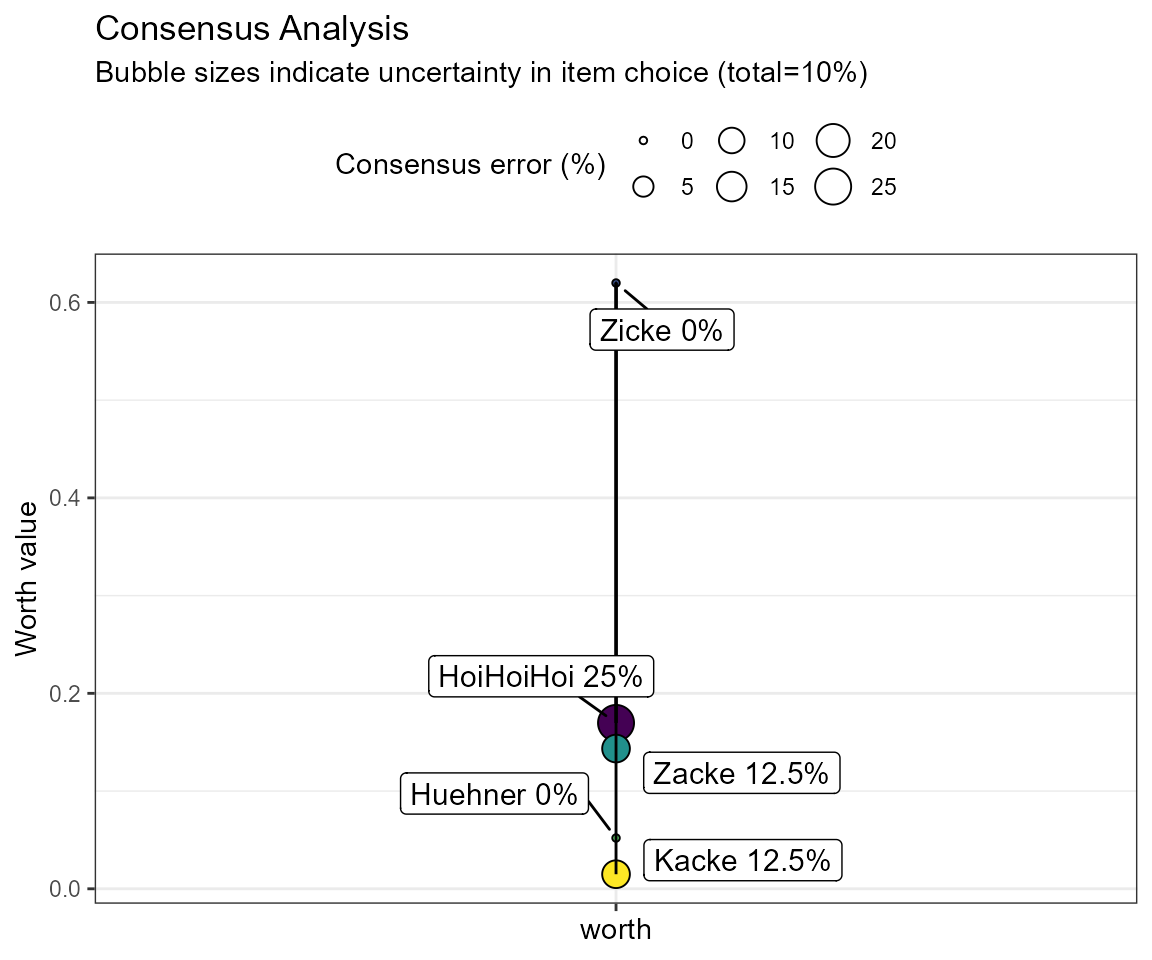 Consensus Analysis
Bubble sizes indicate uncertainty in item choice (total=10%)
Consensus error (%)
0 10 20
5 15 25
Worth value
0.6
Zicke 0%
0.4
HoiHoiHoi 25%
0.2
Zacke 12.5%
Huehner 0%
Kacke 12.5%
0.0
worth